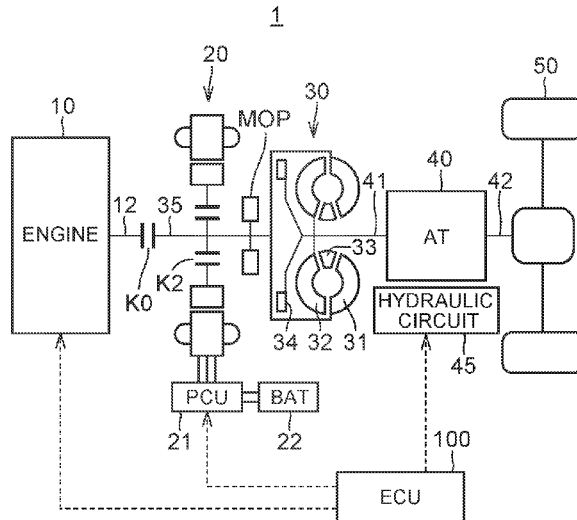 1
20
10
MOP
30
50
12
35
41
40
42
ENGINE
AT
K0
K2
33
HYDRAULIC
CIRCUIT
34
32
31
45
PCU
BAT
21
22
100
ECU